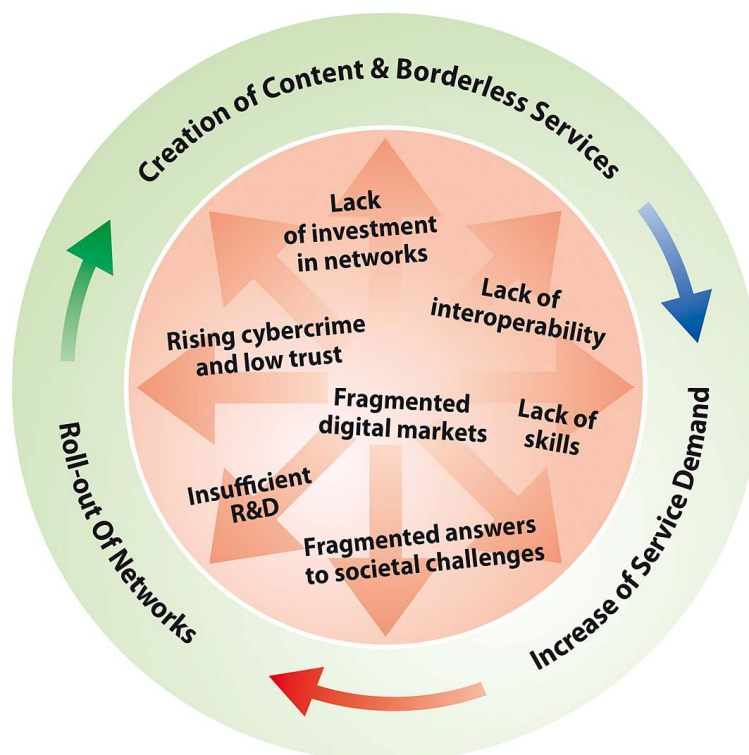 Creation of Content & Borderless Services
Lack
of investment
in networks
Lack of
interoperability
Rising cybercrime
and low trust
Fragmented
digital markets
Lack of
skills
Insufficient
R&D
Fragmented answers
to societal challenges
Increase of Service Demand
Roll-out Of Networks